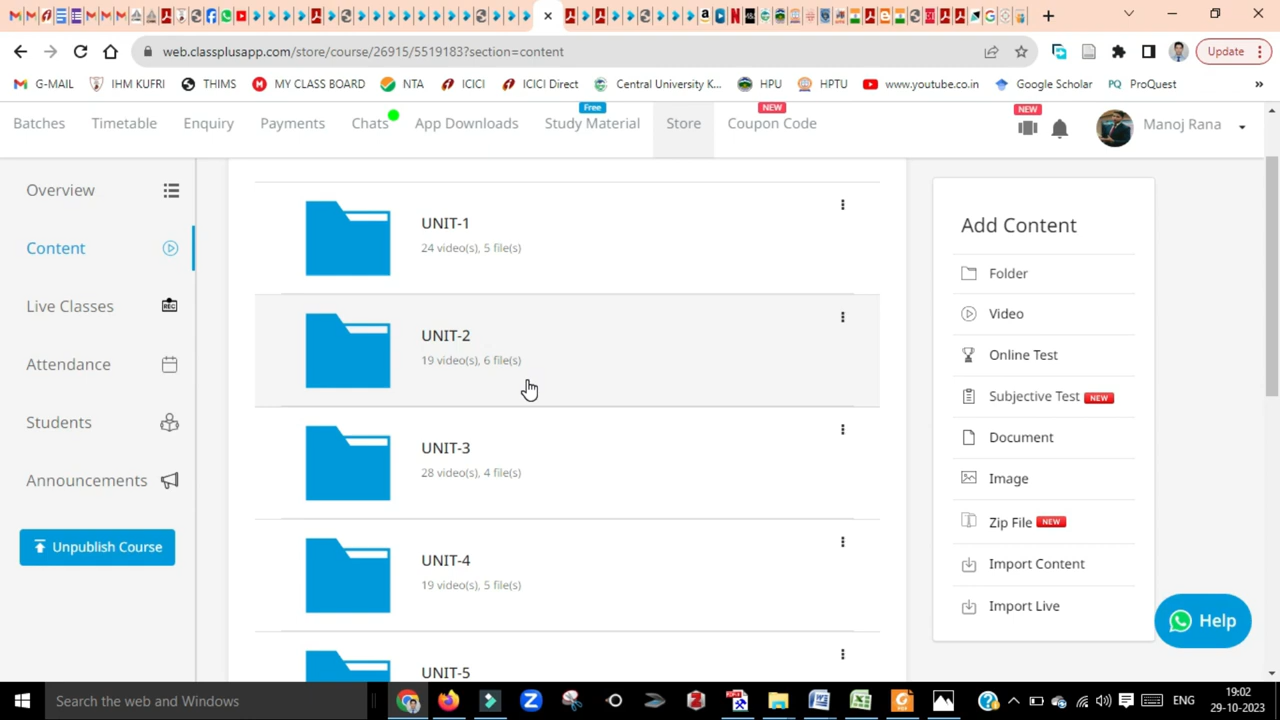 web.classplusapp.com/store/course/26915/5519183?section=content
Update
G-MAIL
IHM KUFRI
THIMS
MY CLASS BOARD
NTA
ICICI
ICICI Direct
Central University K...
HPU
HPTU
www.youtube.co.in
Google Scholar
PQ ProQuest
»
Batches
Timetable
Enquiry
Payments
Chats
App Downloads
Free
Study Material
Store
NEW
Coupon Code
NEW
Manoj Rana
Overview
Content
Live Classes
REC
Attendance
Students
Announcements
Unpublish Course
UNIT-1
24 video(s), 5 file(s)
UNIT-2
19 video(s), 6 file(s)
UNIT-3
28 video(s), 4 file(s)
UNIT-4
19 video(s), 5 file(s)
UNIT-5
Add Content
Folder
Video
Online Test
Subjective Test NEW
Document
Image
Zip File NEW
Import Content
Import Live
Help
Search the web and Windows
ENG
19:02
29-10-2023